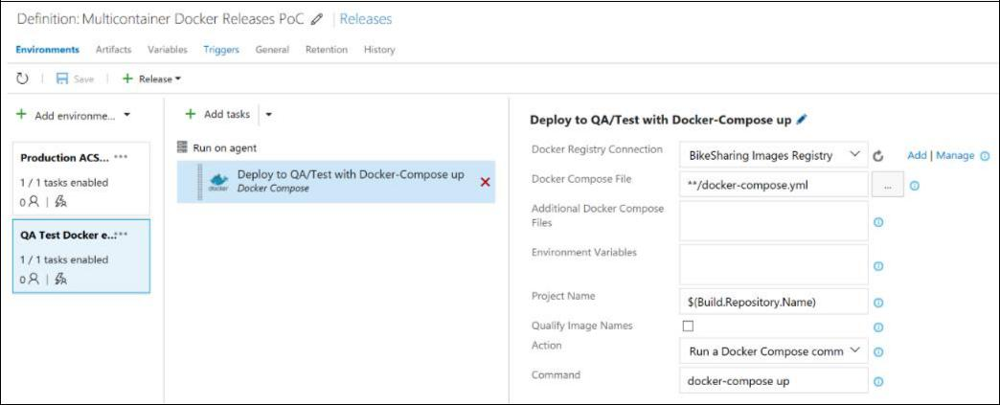 Definition: Multicontainer Docker Releases PoC | Releases
Environments Artifacts Variables Triggers General Retention History
Save + Release
+ Add environme...
Production ACS... ...
1 / 1 tasks enabled
0
QA Test Docker e... ...
1 / 1 tasks enabled
0
+ Add tasks
Run on agent
Deploy to QA/Test with Docker-Compose up
docker Docker Compose
Deploy to QA/Test with Docker-Compose up
Docker Registry Connection BikeSharing Images Registry Add | Manage
Docker Compose File **/docker-compose.yml ...
Additional Docker Compose
Files
Environment Variables
Project Name $(Build.Repository.Name)
Qualify Image Names
Action Run a Docker Compose comm
Command docker-compose up